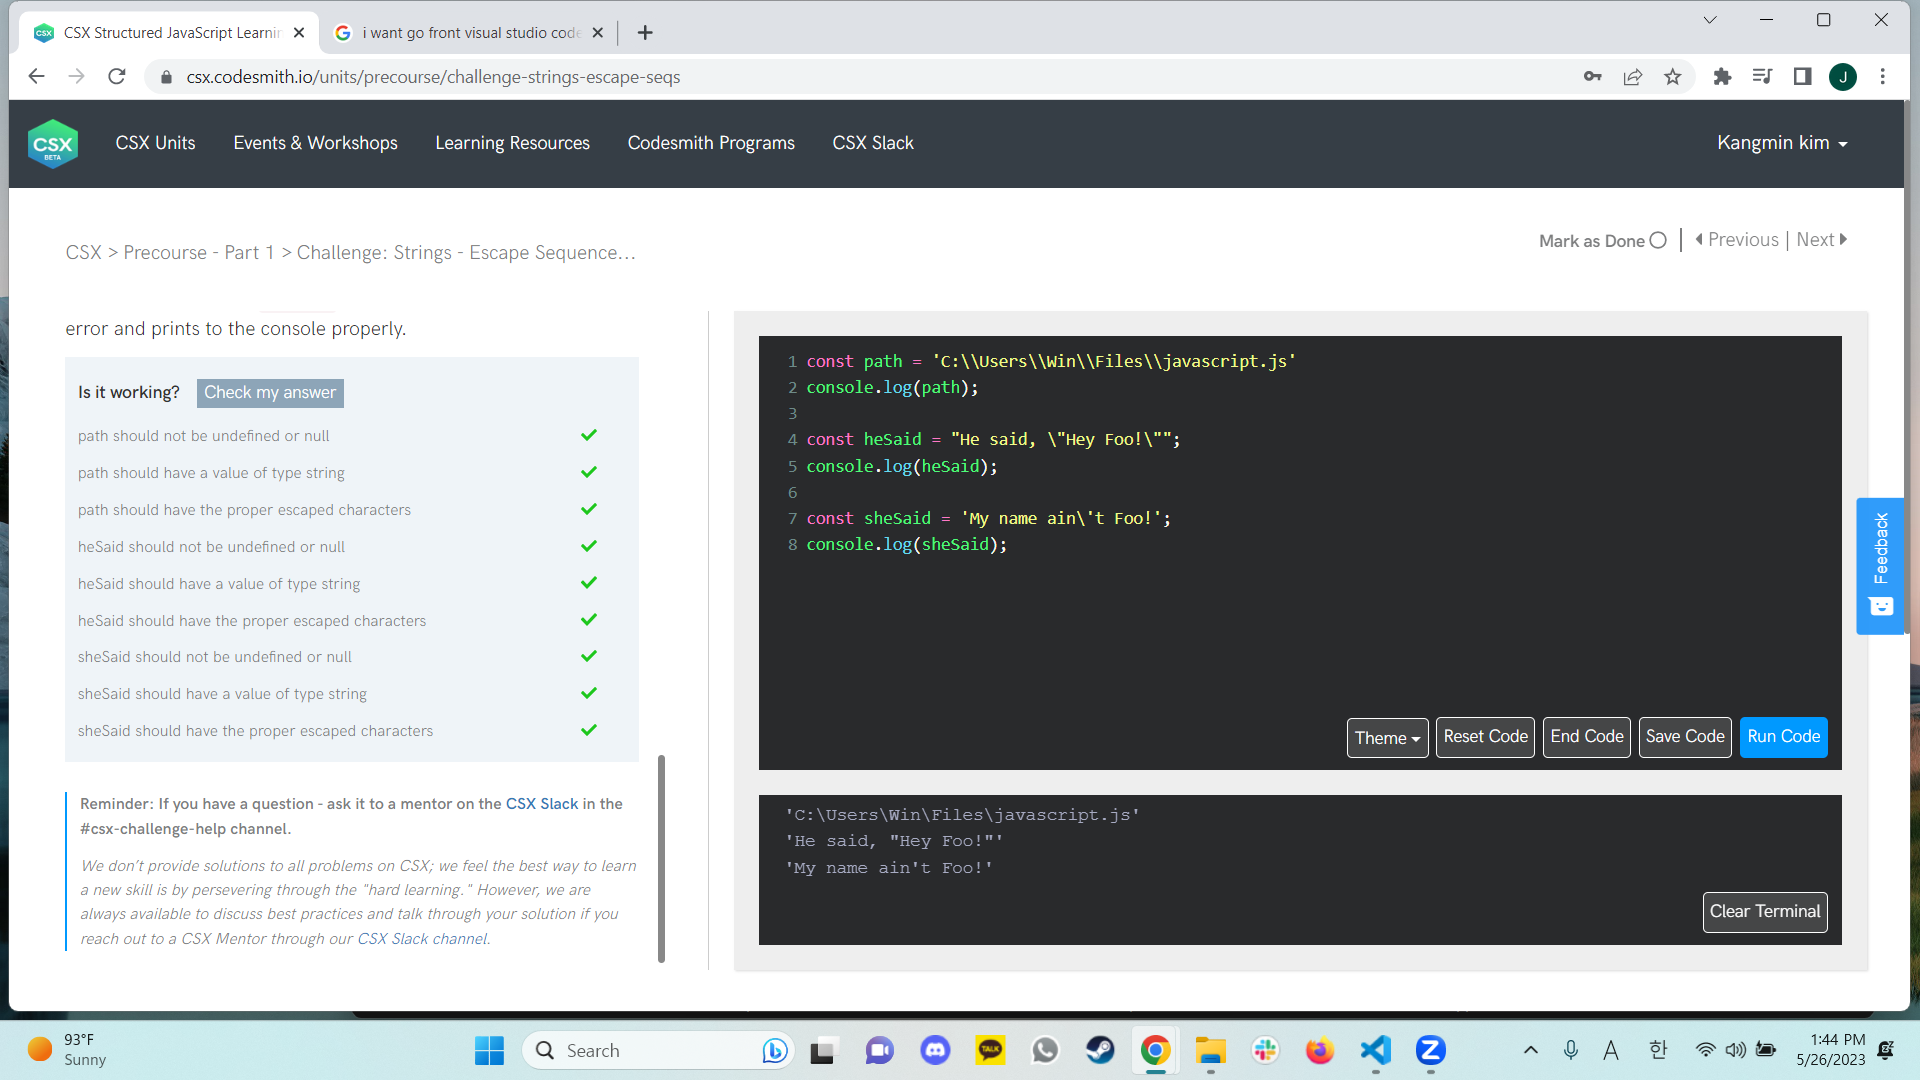 CSX Structured JavaScript Learnin
i want go front visual studio code
csx.codesmith.io/units/precourse/challenge-strings-escape-seqs
J
CSX
BETA
CSX Units
Events & Workshops
Learning Resources
Codesmith Programs
CSX Slack
Kangmin kim
CSX > Precourse - Part 1 > Challenge: Strings - Escape Sequence...
Mark as Done
Previous | Next
error and prints to the console properly.
Is it working? Check my answer
path should not be undefined or null
path should have a value of type string
path should have the proper escaped characters
heSaid should not be undefined or null
heSaid should have a value of type string
heSaid should have the proper escaped characters
sheSaid should not be undefined or null
sheSaid should have a value of type string
sheSaid should have the proper escaped characters
Reminder: If you have a question - ask it to a mentor on the CSX Slack in the
#csx-challenge-help channel.
We don't provide solutions to all problems on CSX; we feel the best way to learn
a new skill is by persevering through the "hard learning." However, we are
always available to discuss best practices and talk through your solution if you
reach out to a CSX Mentor through our CSX Slack channel.
1 const path = 'C:\\Users\\Win\\Files\\javascript.js'
2 console.log(path);
3
4 const heSaid = "He said, \"Hey Foo!\"";
5 console.log(heSaid);
6
7 const sheSaid = 'My name ain\'t Foo!';
8 console.log(sheSaid);
Theme
Reset Code
End Code
Save Code
Run Code
'C:\Users\Win\Files\javascript.js'
'He said, "Hey Foo!"'
'My name ain't Foo!'
Clear Terminal
Feedback
93°F
Sunny
Search
TALK
A
한
1:44 PM
5/26/2023